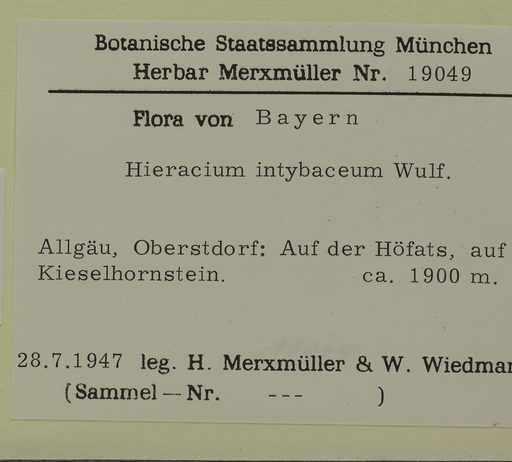 Botanische Staatssammlung München
Herbar Merxmüller Nr. 19049
Flora von Bayern
Hieracium intybaceum Wulf.
Allgäu, Oberstdorf: Auf der Höfats, auf
Kieselhornstein. ca. 1900 m.
28.7.1947 leg. H. Merxmüller & W. Wiedmar
(Sammel — Nr. --- )